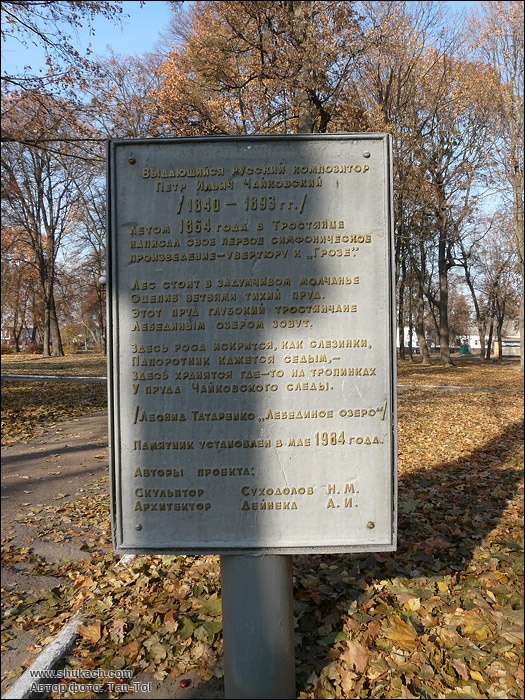 Выдающийся русский композитор
Петр Ильич Чайковский
/1840 – 1893 гг./
Летом 1864 года в Тростянце
написал свое первое симфоническое
произведение-увертюру к „Грозе".
Лес стоит в задумчивом молчанье
Оцепив ветвями тихий пруд.
Этот пруд глубокий тростянчане
Лебединым озером зовут.
Здесь роса искрится, как слезинки,
Папоротник кажется седым,–
Здесь хранятся где-то на тропинках
У пруда Чайковского следы.
/Леонид Татаренко „Лебединое озеро"/
Памятник установлен в мае 1984 года.
Авторы проекта:
Скульптор Суходолов Н.М.
Архитектор Дейнека А.И.
www.shukach.com
Автор фото: Tan-Tol